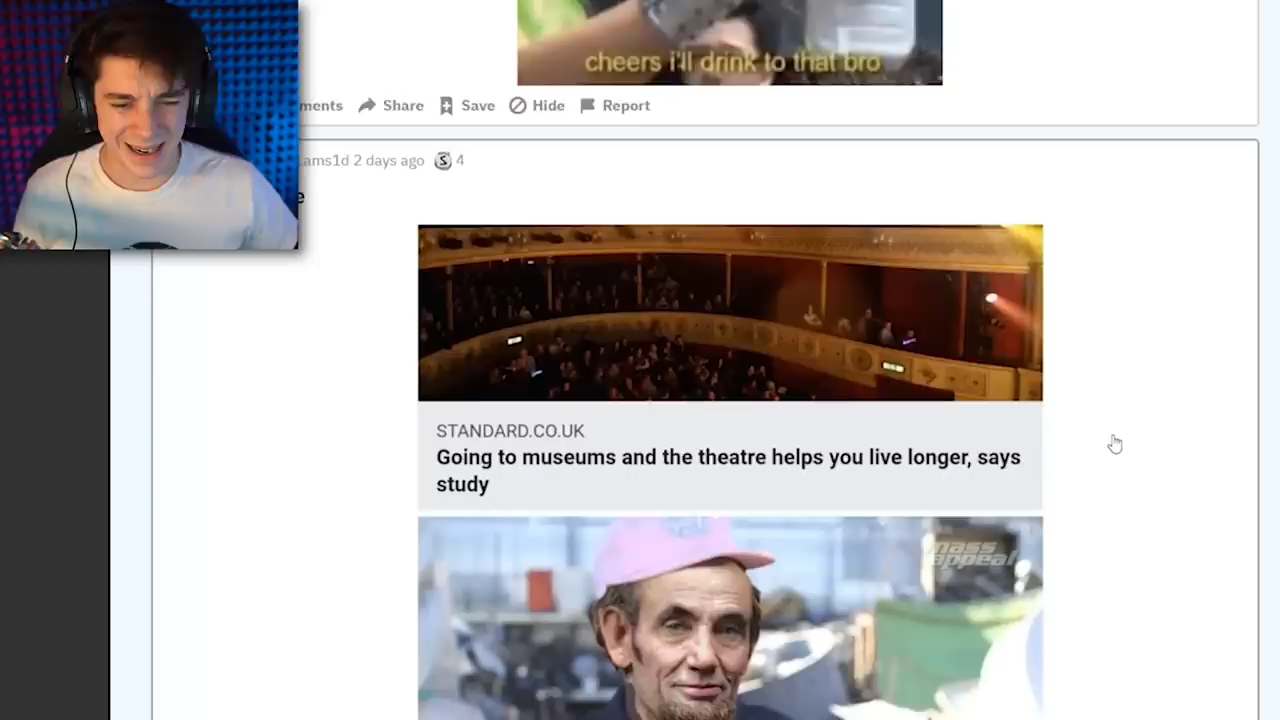 cheers i'll drink to that bro
ments Share Save Hide Report
ams1d 2 days ago 4
e
STANDARD.CO.UK
Going to museums and the theatre helps you live longer, says
study
mass
appeal